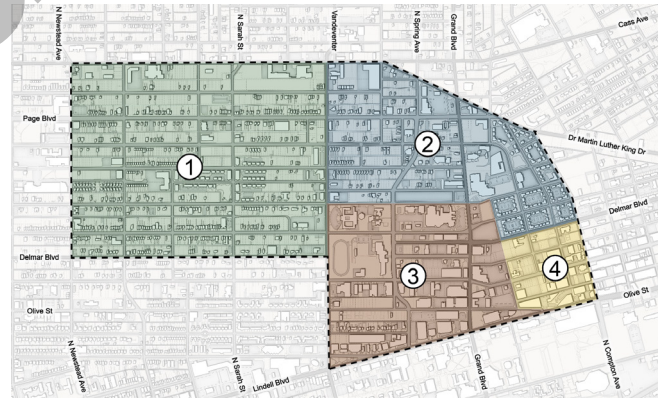 N Newstead Ave
N Sarah St
Vandeventer
N Spring Ave
Grand Blvd
Cass Ave
Page Blvd
Dr Martin Luther King Dr
1
2
Delmar Blvd
Delmar Blvd
3
4
Olive St
Olive St
N Newstead Ave
N Sarah St
Lindell Blvd
Grand Blvd
N Compton Ave